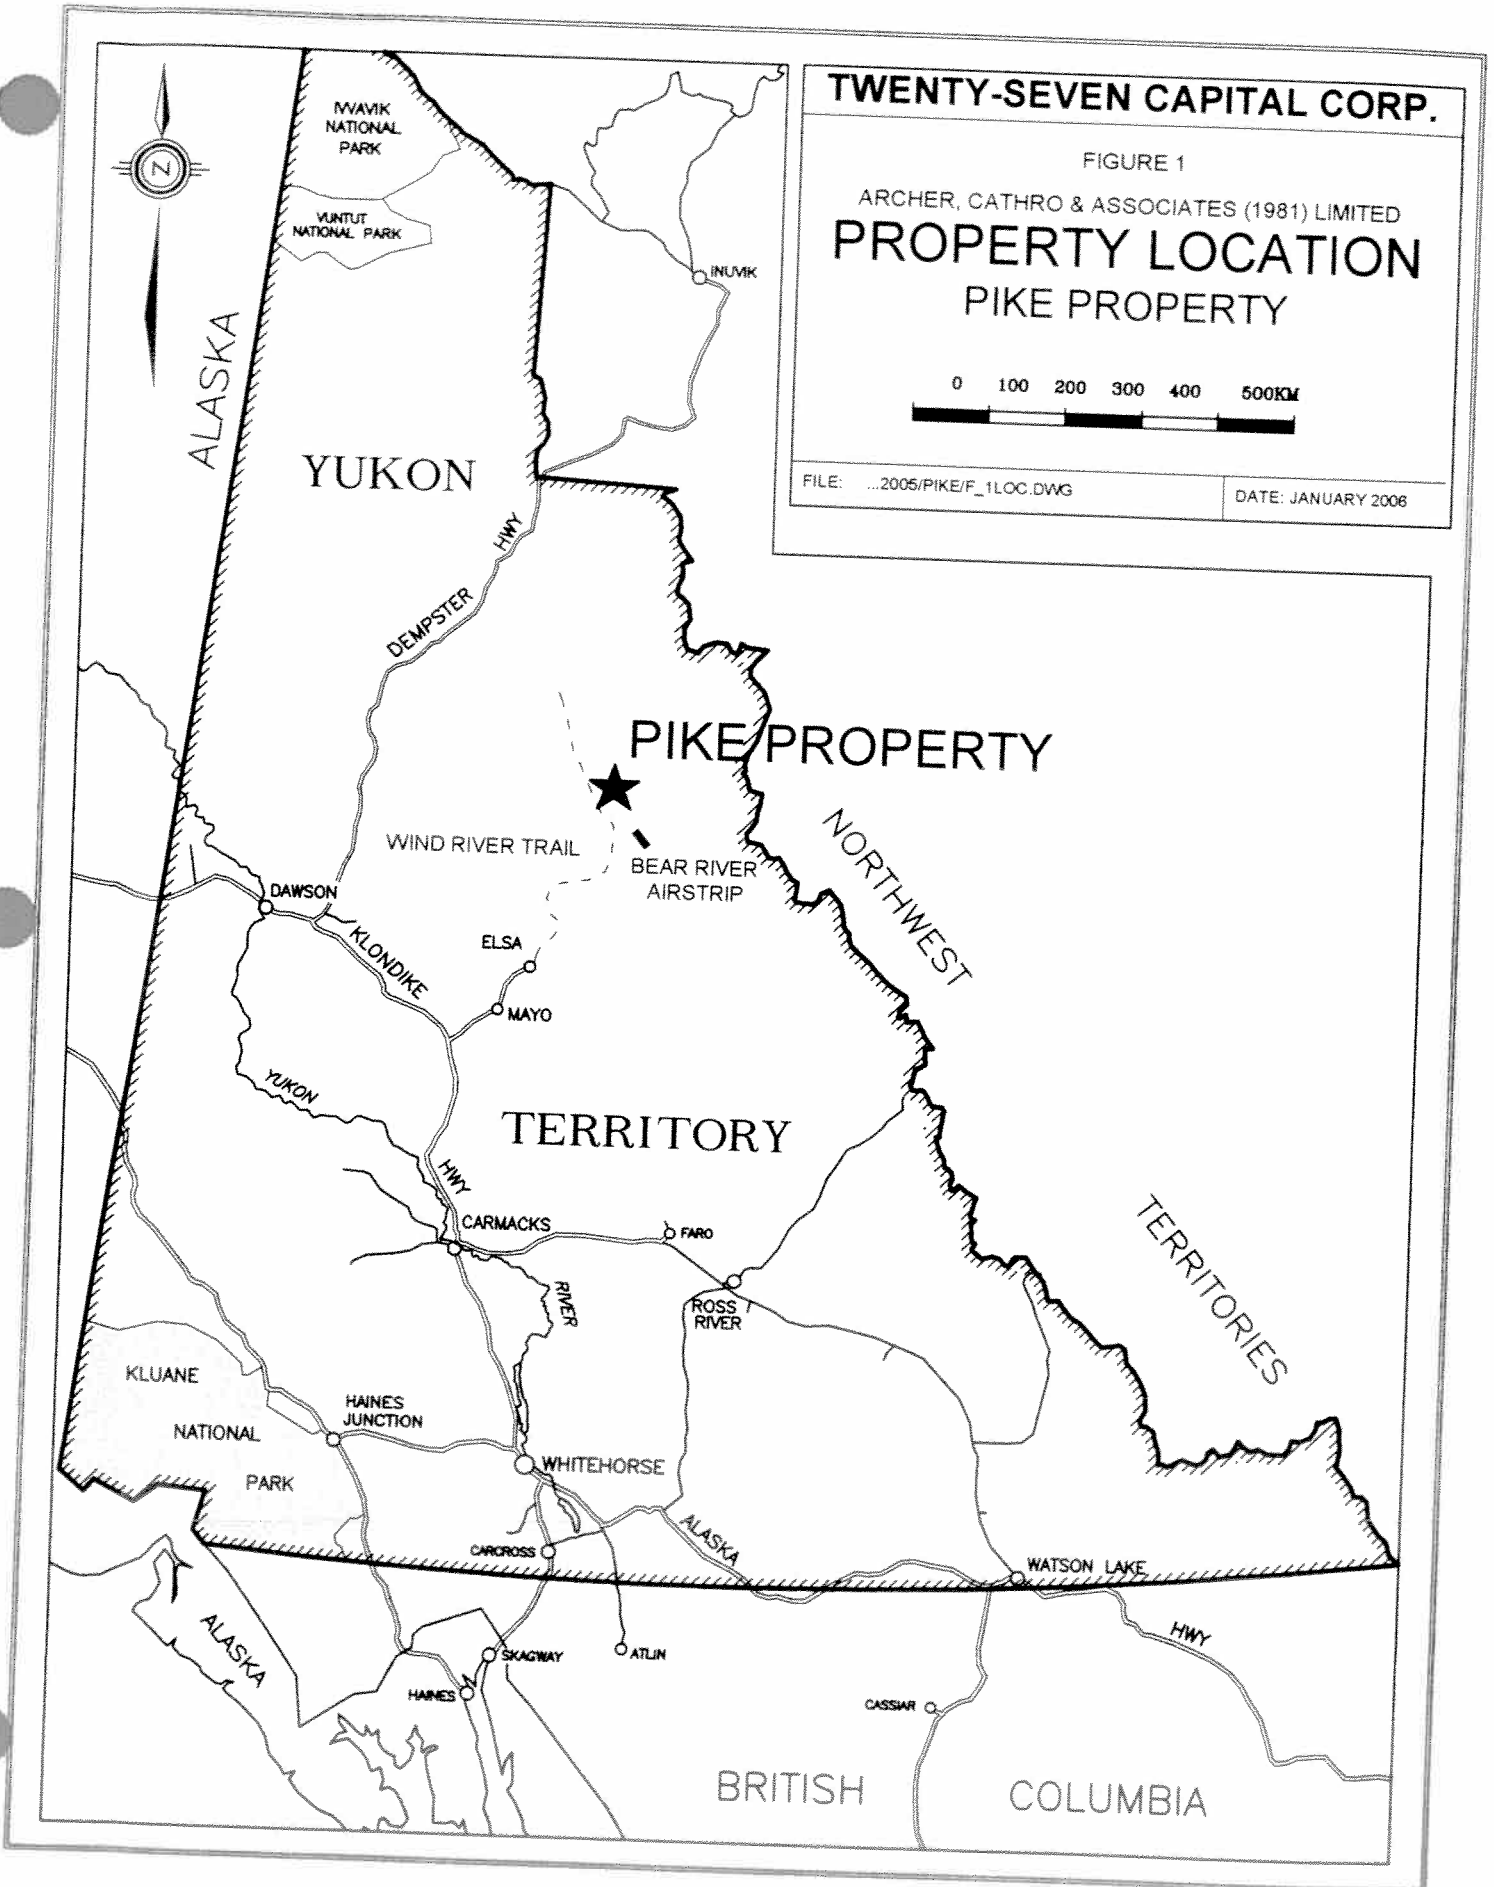 TWENTY-SEVEN CAPITAL CORP.
FIGURE 1
ARCHER, CATHRO & ASSOCIATES (1981) LIMITED
PROPERTY LOCATION
PIKE PROPERTY
0 100 200 300 400 500KM
FILE: ...2005/PIKE/F_1LOC.DWG
DATE: JANUARY 2006
IVVAVIK
NATIONAL
PARK
N
VUNTUT
NATIONAL PARK
INUVIK
ALASKA
YUKON
DEMPSTER HWY
PIKE PROPERTY
WIND RIVER TRAIL
BEAR RIVER
AIRSTRIP
NORTHWEST
DAWSON
KLONDIKE
ELSA
MAYO
YUKON
TERRITORY
HWY
CARMACKS
FARO
TERRITORIES
RIVER
ROSS
RIVER
KLUANE
NATIONAL
PARK
HAINES
JUNCTION
WHITEHORSE
ALASKA
CARCROSS
WATSON LAKE
HWY
ALASKA
SKAGWAY
ATLIN
HAINES
CASSIAR
BRITISH
COLUMBIA